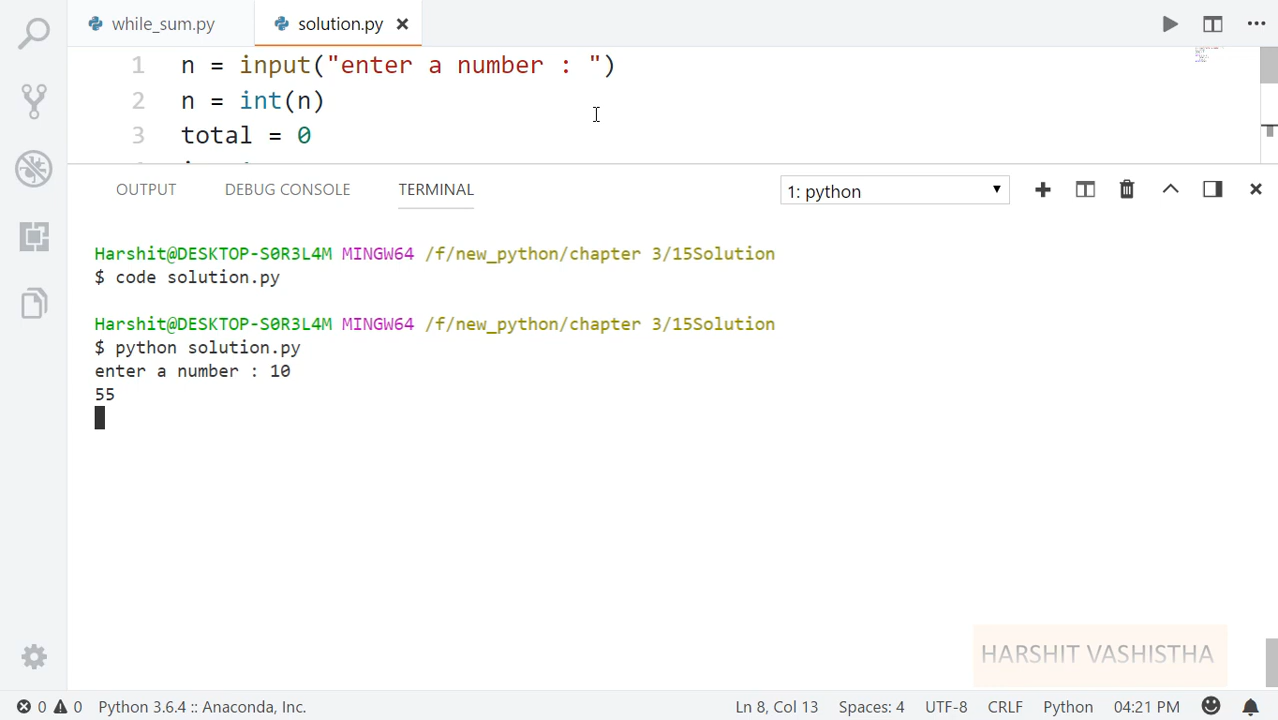 while_sum.py solution.py
1 n = input("enter a number : ")
2 n = int(n)
3 total = 0
OUTPUT DEBUG CONSOLE TERMINAL 1: python
Harshit@DESKTOP-S0R3L4M MINGW64 /f/new_python/chapter 3/15Solution
$ code solution.py
Harshit@DESKTOP-S0R3L4M MINGW64 /f/new_python/chapter 3/15Solution
$ python solution.py
enter a number : 10
55
HARSHIT VASHISTHA
0 0 Python 3.6.4 :: Anaconda, Inc. Ln 8, Col 13 Spaces: 4 UTF-8 CRLF Python 04:21 PM